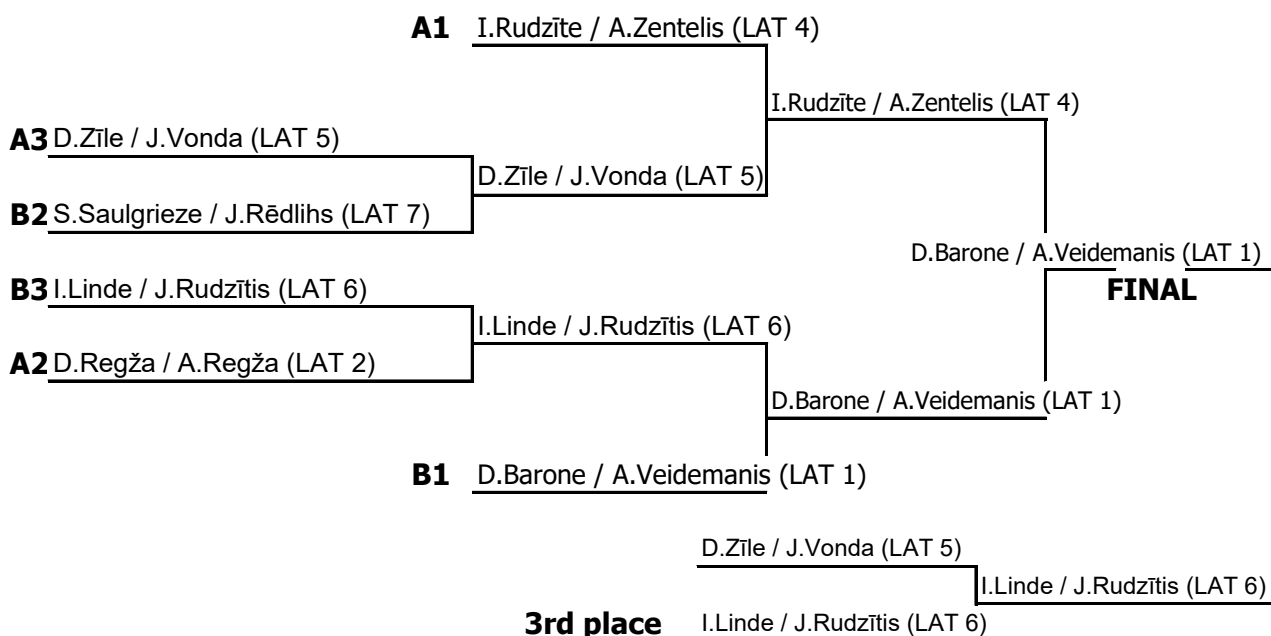 A1 I.Rudzīte / A.Zentelis (LAT 4)
I.Rudzīte / A.Zentelis (LAT 4)
A3 D.Zīle / J.Vonda (LAT 5)
D.Zīle / J.Vonda (LAT 5)
B2 S.Saulgrieze / J.Rēdlihs (LAT 7)
D.Barone / A.Veidemanis (LAT 1)
B3 I.Linde / J.Rudzītis (LAT 6)
FINAL
I.Linde / J.Rudzītis (LAT 6)
A2 D.Regža / A.Regža (LAT 2)
D.Barone / A.Veidemanis (LAT 1)
B1 D.Barone / A.Veidemanis (LAT 1)
D.Zīle / J.Vonda (LAT 5)
I.Linde / J.Rudzītis (LAT 6)
3rd place I.Linde / J.Rudzītis (LAT 6)